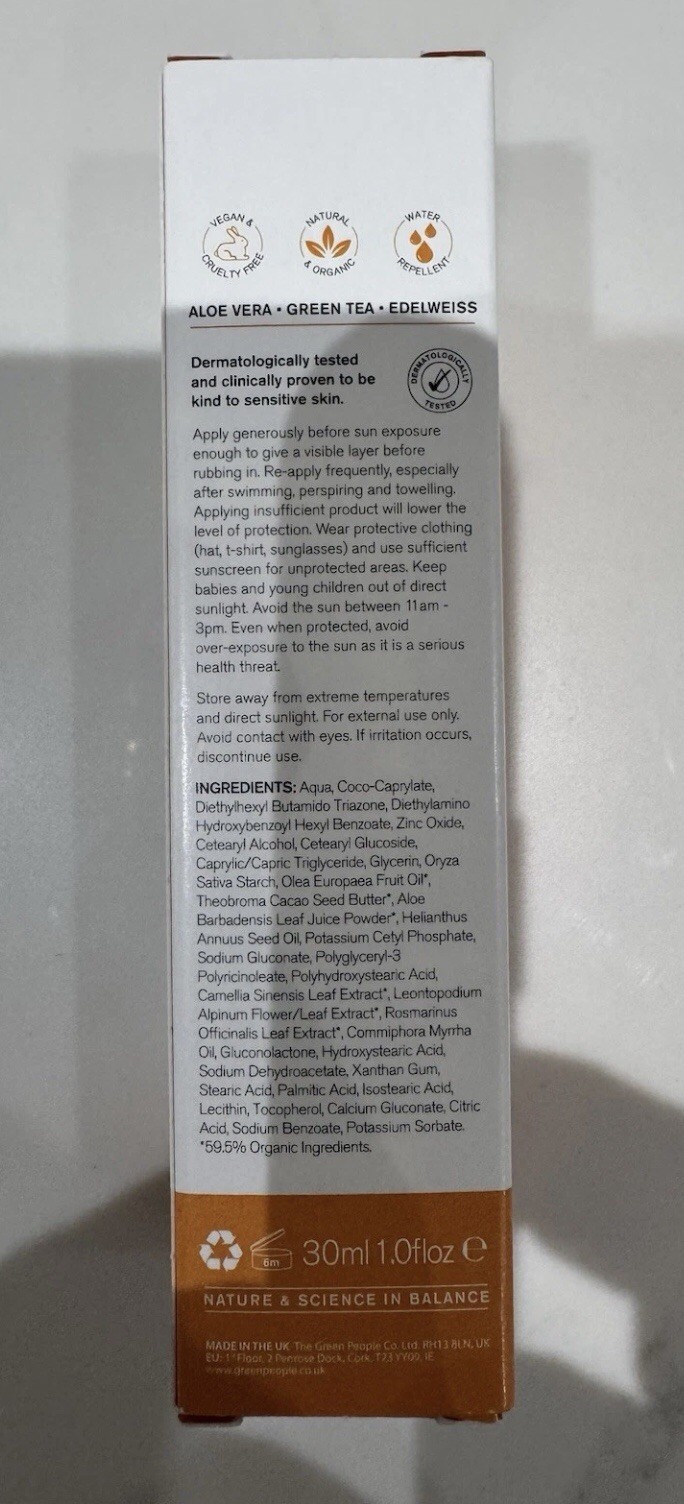 VEGAN & CRUELTY FREE
NATURAL & ORGANIC
WATER REPELLENT
ALOE VERA • GREEN TEA • EDELWEISS
Dermatologically tested
and clinically proven to be
kind to sensitive skin.
DERMATOLOGICALLY TESTED
Apply generously before sun exposure
enough to give a visible layer before
rubbing in. Re-apply frequently, especially
after swimming, perspiring and towelling.
Applying insufficient product will lower the
level of protection. Wear protective clothing
(hat, t-shirt, sunglasses) and use sufficient
sunscreen for unprotected areas. Keep
babies and young children out of direct
sunlight. Avoid the sun between 11am -
3pm. Even when protected, avoid
over-exposure to the sun as it is a serious
health threat.
Store away from extreme temperatures
and direct sunlight. For external use only.
Avoid contact with eyes. If irritation occurs,
discontinue use.
INGREDIENTS: Aqua, Coco-Caprylate,
Diethylhexyl Butamido Triazone, Diethylamino
Hydroxybenzoyl Hexyl Benzoate, Zinc Oxide,
Cetearyl Alcohol, Cetearyl Glucoside,
Caprylic/Capric Triglyceride, Glycerin, Oryza
Sativa Starch, Olea Europaea Fruit Oil*,
Theobroma Cacao Seed Butter*, Aloe
Barbadensis Leaf Juice Powder*, Helianthus
Annuus Seed Oil, Potassium Cetyl Phosphate,
Sodium Gluconate, Polyglyceryl-3
Polyricinoleate, Polyhydroxystearic Acid,
Camellia Sinensis Leaf Extract*, Leontopodium
Alpinum Flower/Leaf Extract*, Rosmarinus
Officinalis Leaf Extract*, Commiphora Myrrha
Oil, Gluconolactone, Hydroxystearic Acid,
Sodium Dehydroacetate, Xanthan Gum,
Stearic Acid, Palmitic Acid, Isostearic Acid,
Lecithin, Tocopherol, Calcium Gluconate, Citric
Acid, Sodium Benzoate, Potassium Sorbate.
*59.5% Organic Ingredients.
6m 30ml 1.0floz e
NATURE & SCIENCE IN BALANCE
MADE IN THE UK The Green People Co. Ltd. RH13 8LN, UK
EU: 1st Floor, 2 Penrose Dock, Cork. T23 YY09, IE
www.greenpeople.co.uk